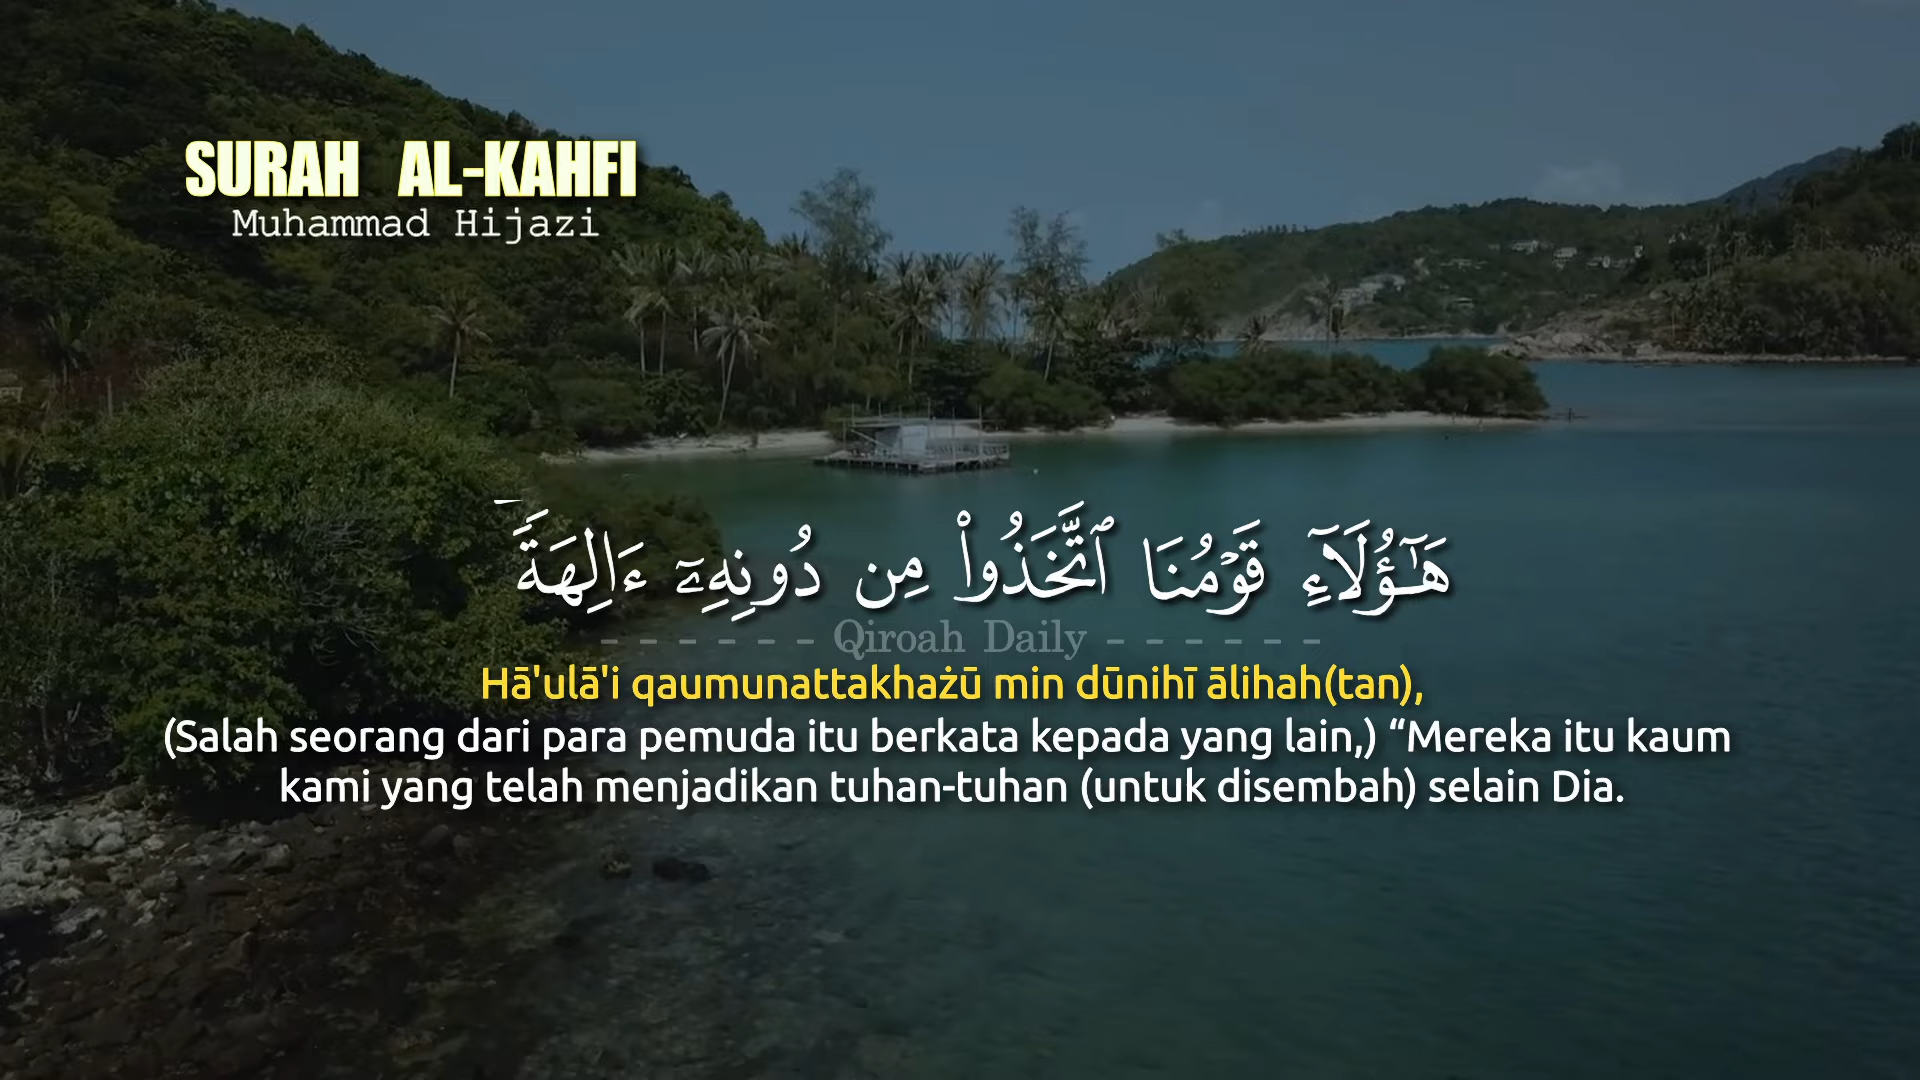 SURAH AL-KAHFI
Muhammad Hijazi
هَـٰٓؤُلَآءِ قَوْمُنَا ٱتَّخَذُوا۟ مِن دُونِهِۦٓ ءَالِهَةًۭ
- - - - - - Qiroah Daily - - - - - -
Hā'ulā'i qaumunattakhażū min dūnihī ālihah(tan),
(Salah seorang dari para pemuda itu berkata kepada yang lain,) “Mereka itu kaum
kami yang telah menjadikan tuhan-tuhan (untuk disembah) selain Dia.